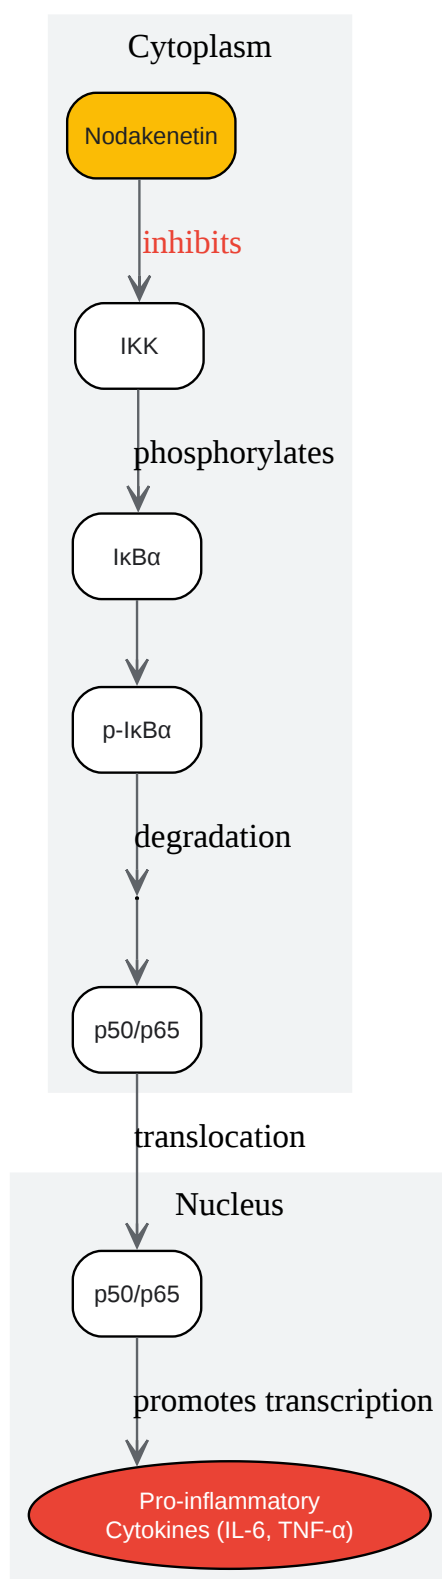 Cytoplasm
Nodakenetin
inhibits
IKK
phosphorylates
IκBα
p-IκBα
degradation
p50/p65
translocation
Nucleus
p50/p65
promotes transcription
Pro-inflammatory
Cytokines (IL-6, TNF-α)